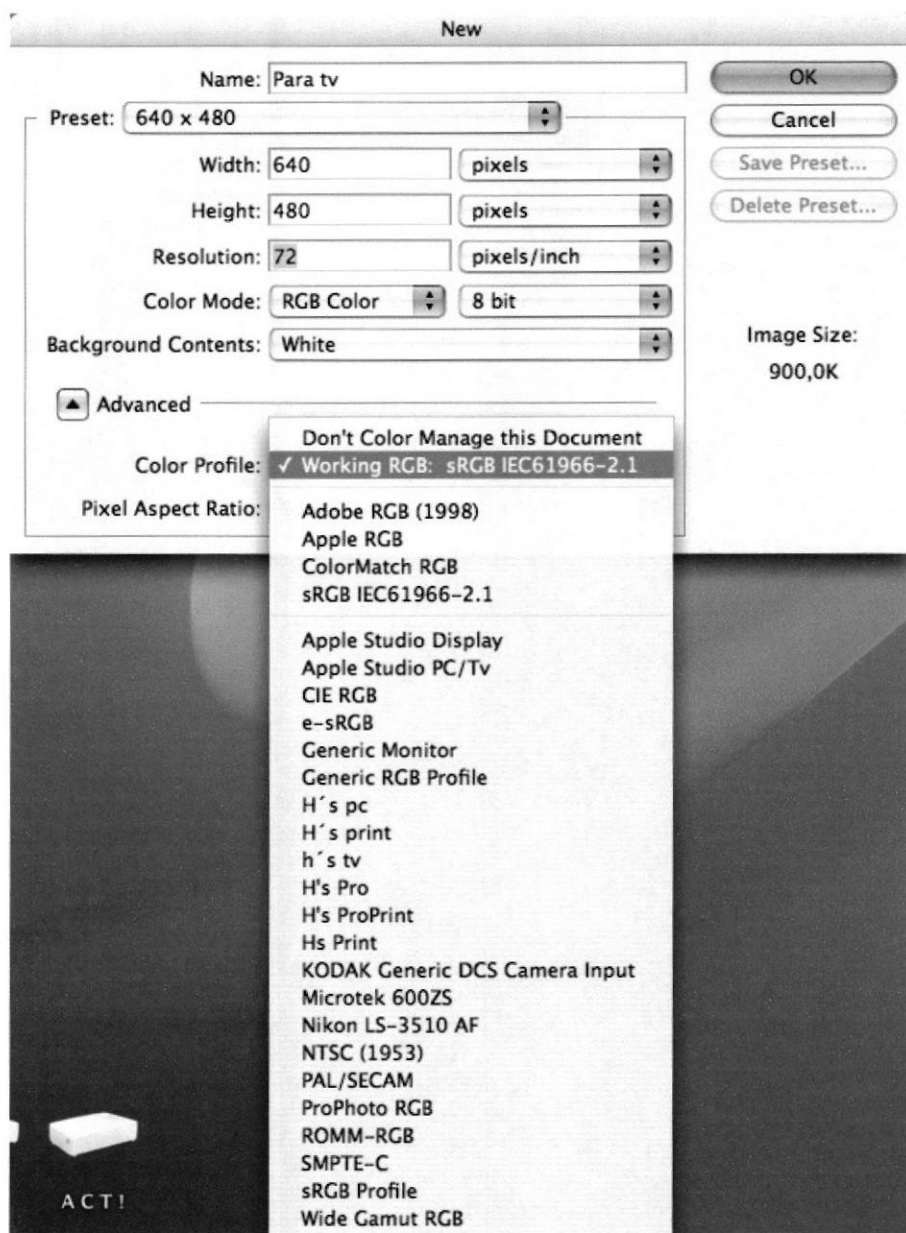 New
Name: Para tv
OK
Preset: 640 x 480
Cancel
Width: 640 pixels
Save Preset...
Height: 480 pixels
Delete Preset...
Resolution: 72 pixels/inch
Color Mode: RGB Color 8 bit
Background Contents: White
Image Size:
900,0K
Advanced
Don't Color Manage this Document
Color Profile: ✓ Working RGB: sRGB IEC61966-2.1
Pixel Aspect Ratio:
Adobe RGB (1998)
Apple RGB
ColorMatch RGB
sRGB IEC61966-2.1
Apple Studio Display
Apple Studio PC/Tv
CIE RGB
e-sRGB
Generic Monitor
Generic RGB Profile
H´s pc
H´s print
h´s tv
H's Pro
H's ProPrint
Hs Print
KODAK Generic DCS Camera Input
Microtek 600ZS
Nikon LS-3510 AF
NTSC (1953)
PAL/SECAM
ProPhoto RGB
ROMM-RGB
SMPTE-C
sRGB Profile
Wide Gamut RGB
ACT!